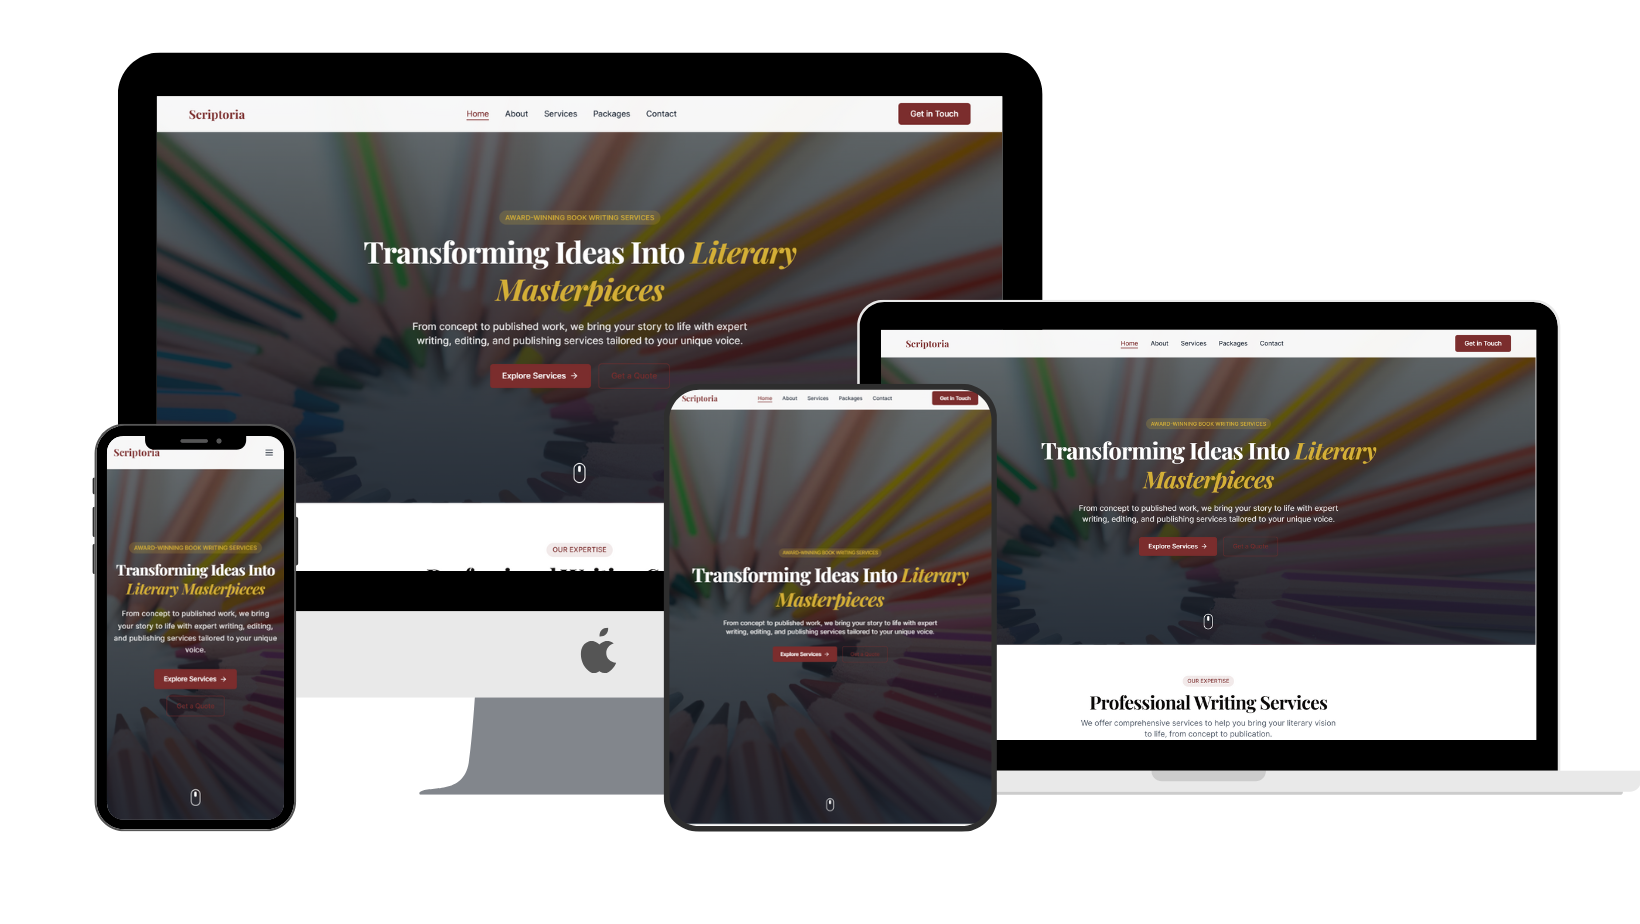 Scriptoria
Home About Services Packages Contact
Get in Touch
AWARD-WINNING BOOK WRITING SERVICES
Transforming Ideas Into Literary
Masterpieces
From concept to published work, we bring your story to life with expert
writing, editing, and publishing services tailored to your unique voice.
Explore Services →
Get a Quote
OUR EXPERTISE
Scriptoria
Home About Services Packages Contact
Get in Touch
AWARD-WINNING BOOK WRITING SERVICES
Transforming Ideas Into Literary
Masterpieces
From concept to published work, we bring your story to life with expert
writing, editing, and publishing services tailored to your unique voice.
Explore Services →
Get a Quote
OUR EXPERTISE
Professional Writing Services
We offer comprehensive services to help you bring your literary vision
to life, from concept to publication.
Scriptoria
Home About Services Packages Contact
Get in Touch
AWARD-WINNING BOOK WRITING SERVICES
Transforming Ideas Into Literary
Masterpieces
From concept to published work, we bring your story to life with expert
writing, editing, and publishing services tailored to your unique voice.
Explore Services →
Scriptoria
AWARD-WINNING BOOK WRITING SERVICES
Transforming Ideas Into
Literary Masterpieces
From concept to published work, we bring
your story to life with expert writing, editing,
and publishing services tailored to your unique
voice.
Explore Services →
Get a Quote